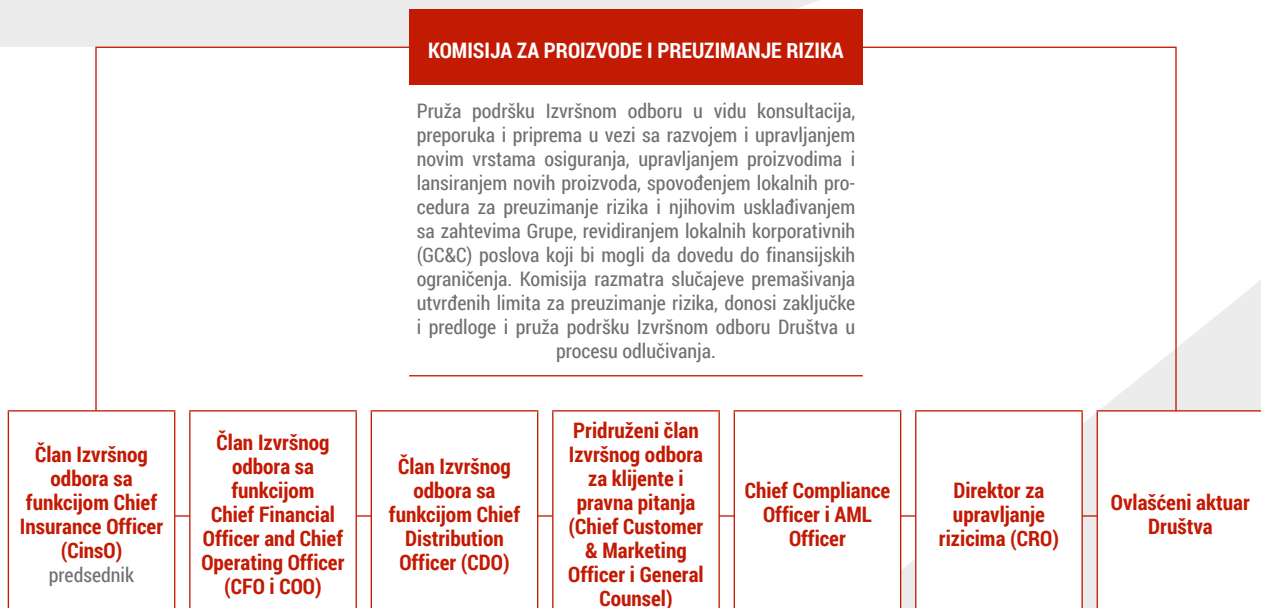 KOMISIJA ZA PROIZVODE I PREUZIMANJE RIZIKA
Pruža podršku Izvršnom odboru u vidu konsultacija,
preporuka i priprema u vezi sa razvojem i upravljanjem
novim vrstama osiguranja, upravljanjem proizvodima i
lansiranjem novih proizvoda, spovođenjem lokalnih pro-
cedura za preuzimanje rizika i njihovim usklađivanjem
sa zahtevima Grupe, revidiranjem lokalnih korporativnih
(GC&C) poslova koji bi mogli da dovedu do finansijskih
ograničenja. Komisija razmatra slučajeve premašivanja
utvrđenih limita za preuzimanje rizika, donosi zaključke
i predloge i pruža podršku Izvršnom odboru Društva u
procesu odlučivanja.
Član Izvršnog
odbora sa
funkcijom Chief
Insurance Officer
(CinsO)
predsednik
Član Izvršnog
odbora sa
funkcijom
Chief Financial
Officer and Chief
Operating Officer
(CFO i COO)
Član Izvršnog
odbora sa
funkcijom Chief
Distribution
Officer (CDO)
Pridruženi član
Izvršnog odbora
za klijente i
pravna pitanja
(Chief Customer
& Marketing
Officer i General
Counsel)
Chief Compliance
Officer i AML
Officer
Direktor za
upravljanje
rizicima (CRO)
Ovlašćeni aktuar
Društva